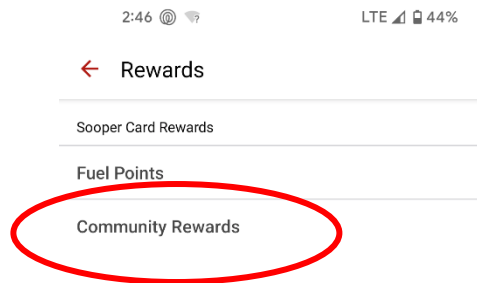 2:46 ? LTE 44%
Rewards
Sooper Card Rewards
Fuel Points
Community Rewards